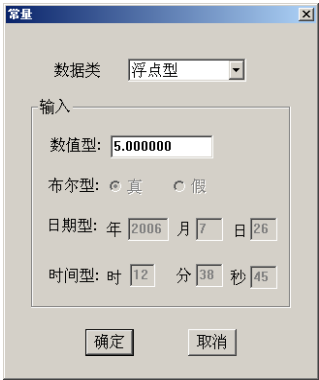 常量
数据类 浮点型
输入
数值型: 5.000000
布尔型: 真 假
日期型: 年 2006 月 7 日 26
时间型: 时 12 分 38 秒 45
确定 取消